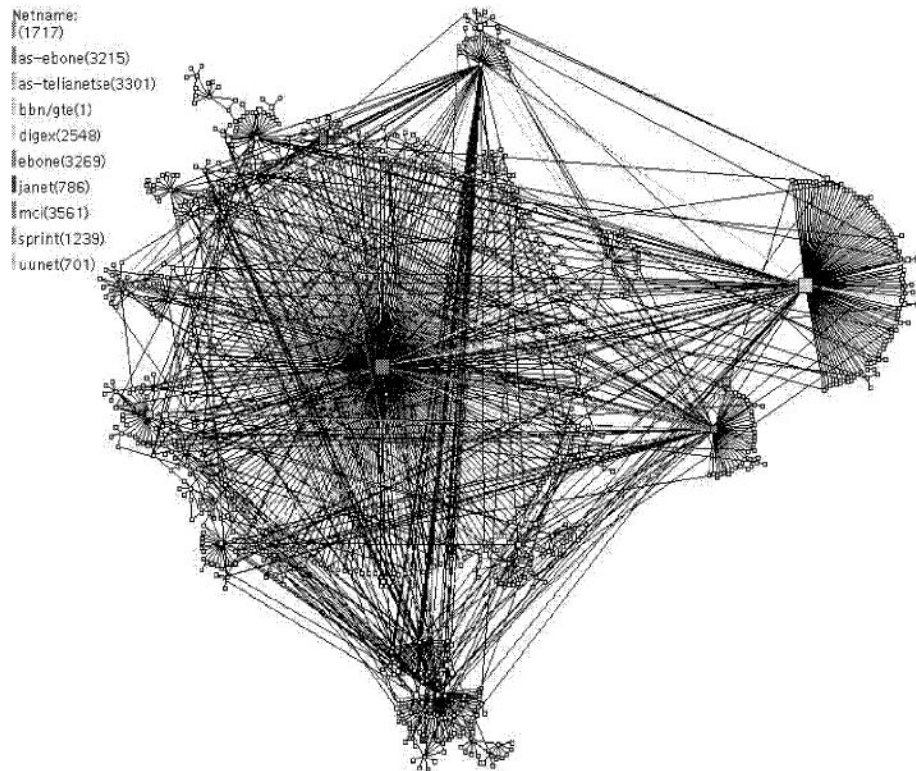 Netname:
(1717)
as-ebone(3215)
as-telianetse(3301)
bbn/gte(1)
digex(2548)
ebone(3269)
janet(786)
mci(3561)
sprint(1239)
uunet(701)